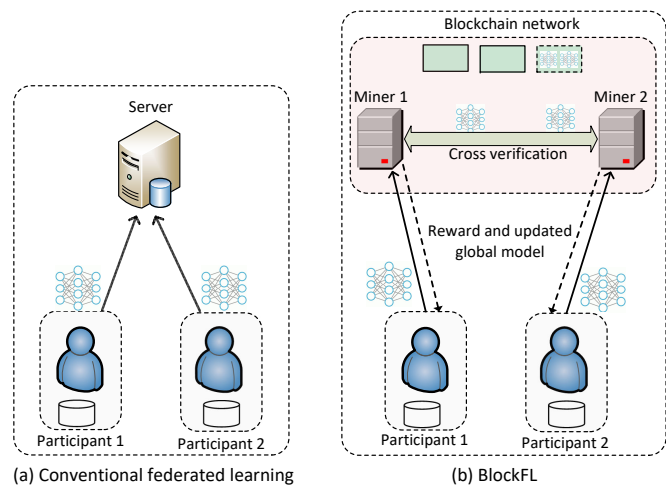 Server
Participant 1
Participant 2
(a) Conventional federated learning
Blockchain network
Miner 1
Miner 2
Cross verification
Reward and updated
global model
Participant 1
Participant 2
(b) BlockFL